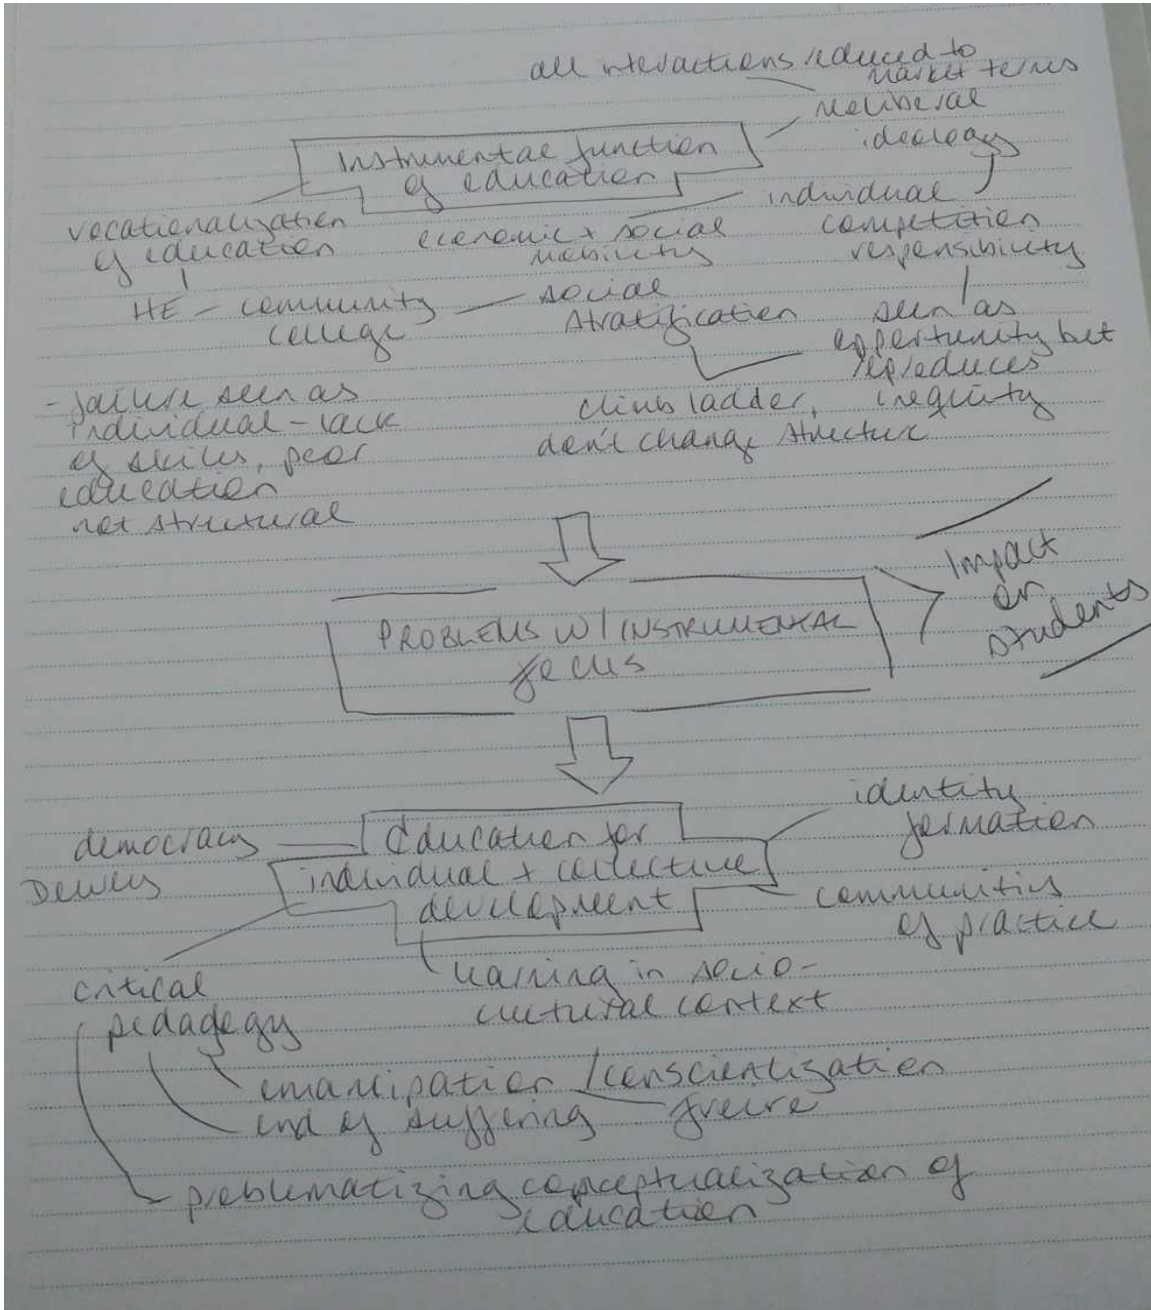 all interactions reduced to
market terms
neoliberal
ideology
Instrumental function
of education
vocationalization
of education
economic + social
mobility
individual
competition
responsibility
HE - community
college
social
stratification
seen as
opportunity but
reproduces
inequity
- failure seen as
individual - lack
of skills, poor
education
not structural
climb ladder,
don't change structure
PROBLEMS W/ INSTRUMENTAL
focus
Impact
on
students
democracy
Dewey
Education for
individual + collective
development
identity
formation
communities
of practice
learning in socio-
cultural context
critical
pedagogy
emancipation / conscientization
end of suffering freire
problematizing conceptualization of
education